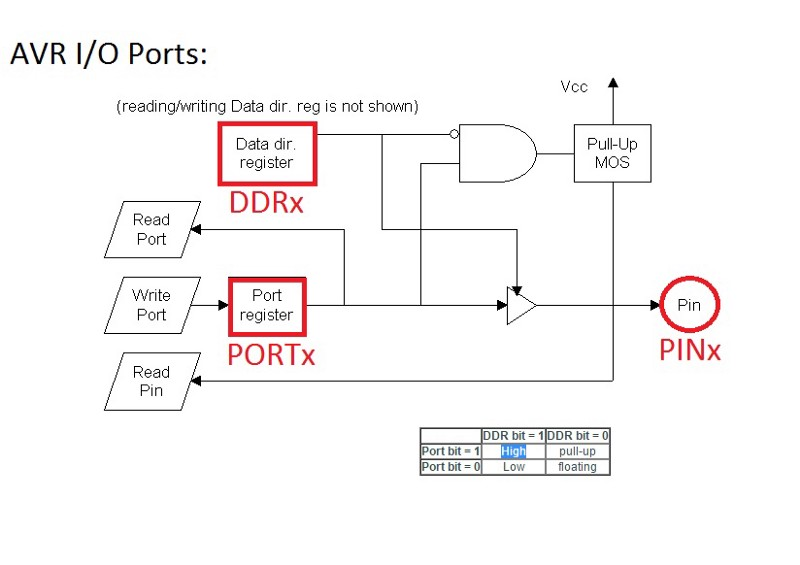 AVR I/O Ports:
Vcc
(reading/writing Data dir. reg is not shown)
Data dir.
register
Pull-Up
MOS
DDRx
Read
Port
Write
Port
Port
register
Pin
PORTx
PINx
Read
Pin
DDR bit = 1 DDR bit = 0
Port bit = 1 High pull-up
Port bit = 0 Low floating